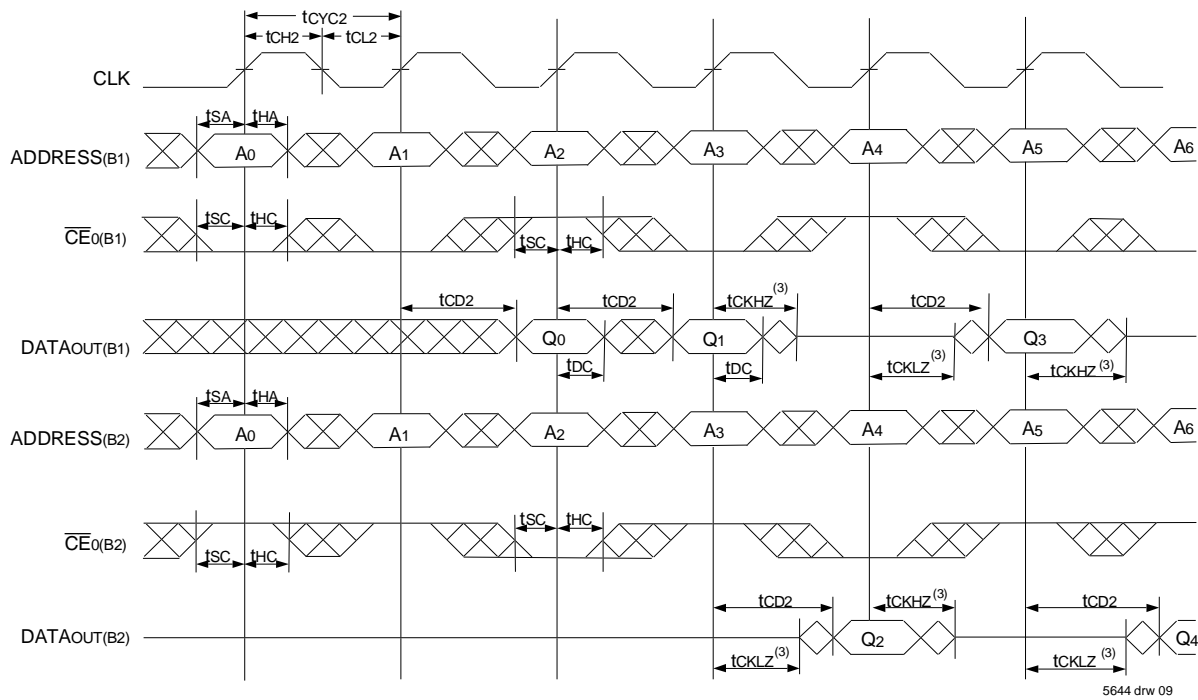 tCYC2
tCH2 tCL2
CLK
tSA tHA
ADDRESS(B1) A0 A1 A2 A3 A4 A5 A6
tSC tHC
CE0(B1)
tSC tHC
tCD2 tCD2 tCKHZ(3) tCD2
DATAOUT(B1) Q0 Q1 Q3
tDC tDC tCKLZ(3) tCKHZ(3)
tSA tHA
ADDRESS(B2) A0 A1 A2 A3 A4 A5 A6
tSC tHC
CE0(B2)
tSC tHC
tCD2 tCKHZ(3) tCD2
DATAOUT(B2) Q2 Q4
tCKLZ(3) tCKLZ(3)
5644 drw 09